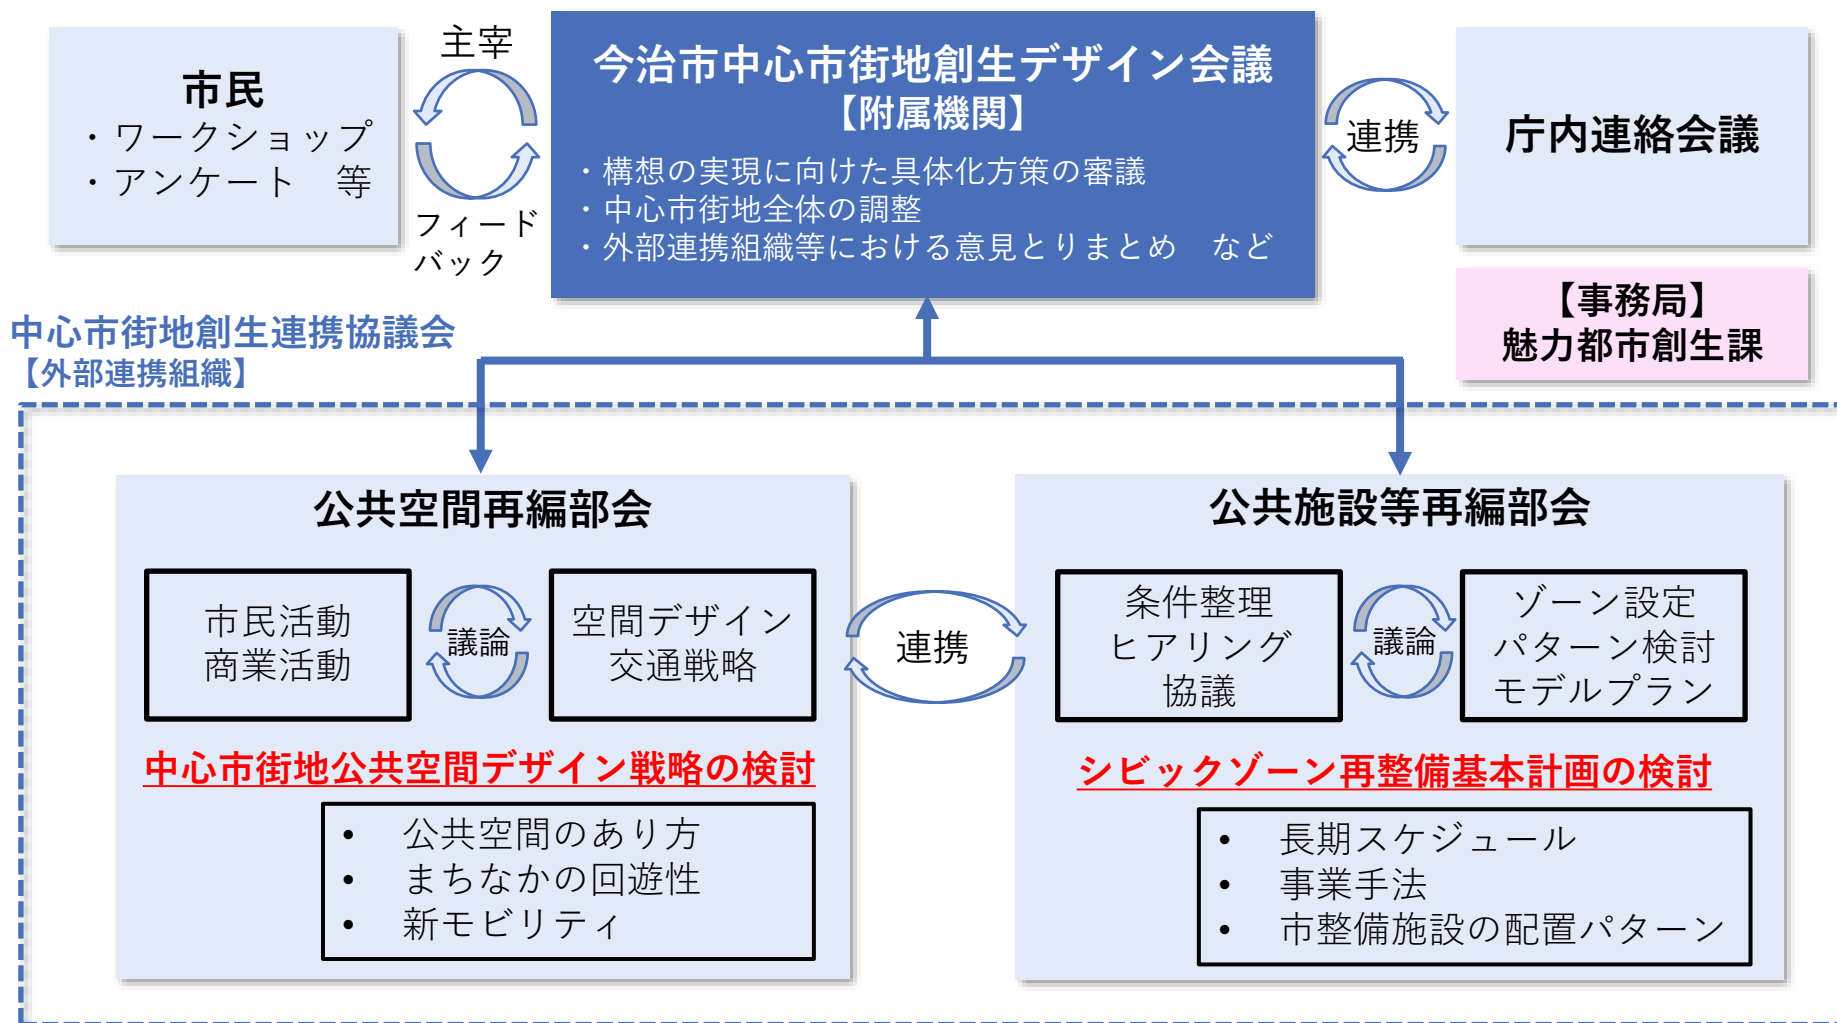 市民
・ワークショップ
・アンケート　等
主宰
フィード
バック
今治市中心市街地創生デザイン会議
【附属機関】
・構想の実現に向けた具体化方策の審議
・中心市街地全体の調整
・外部連携組織等における意見とりまとめ　など
連携
庁内連絡会議
【事務局】
魅力都市創生課
中心市街地創生連携協議会
【外部連携組織】
公共空間再編部会
市民活動
商業活動
議論
空間デザイン
交通戦略
中心市街地公共空間デザイン戦略の検討
• 公共空間のあり方
• まちなかの回遊性
• 新モビリティ
連携
公共施設等再編部会
条件整理
ヒアリング
協議
議論
ゾーン設定
パターン検討
モデルプラン
シビックゾーン再整備基本計画の検討
• 長期スケジュール
• 事業手法
• 市整備施設の配置パターン